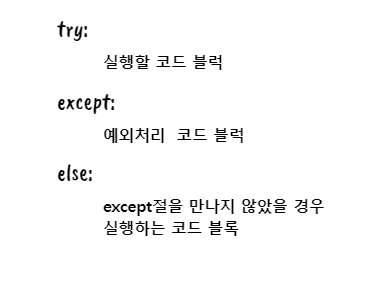 try:
실행할 코드 블럭
except:
예외처리 코드 블럭
else:
except절을 만나지 않았을 경우
실행하는 코드 블록